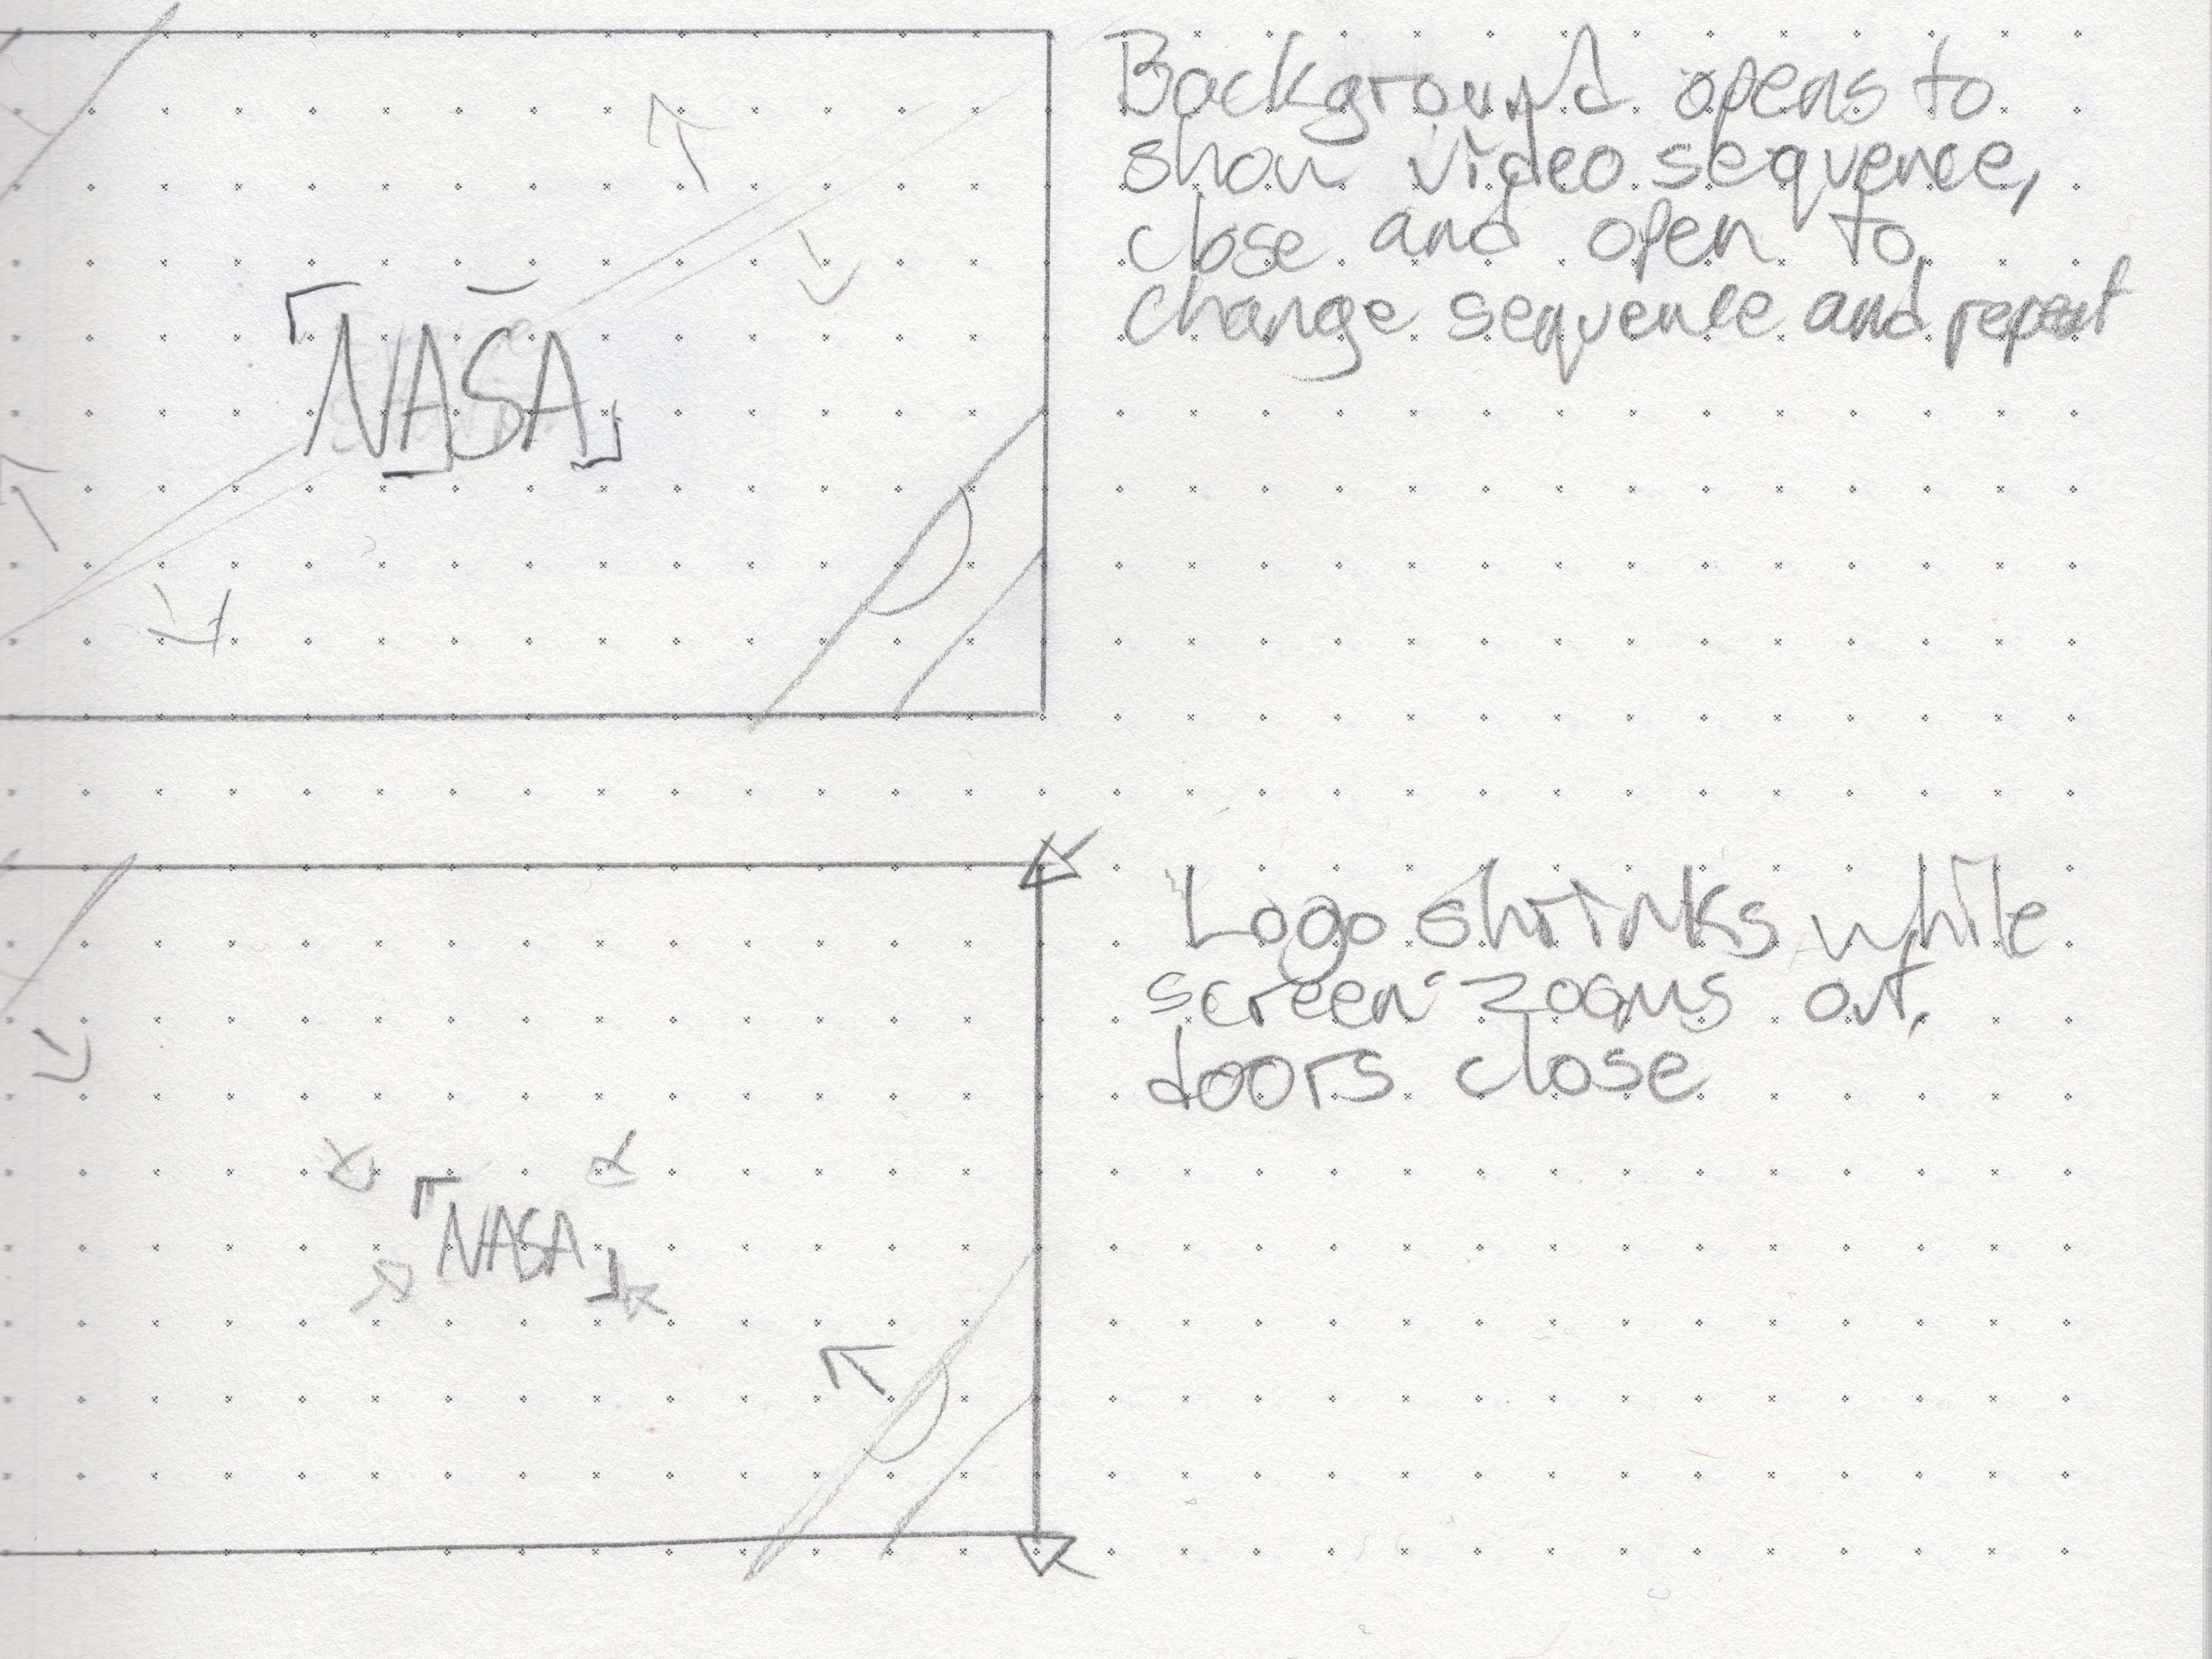 「NASA」
Background opens to
show video sequence,
close and open to
change sequence and repeat
「NASA」
Logo shrinks while
screen zooms out,
doors close